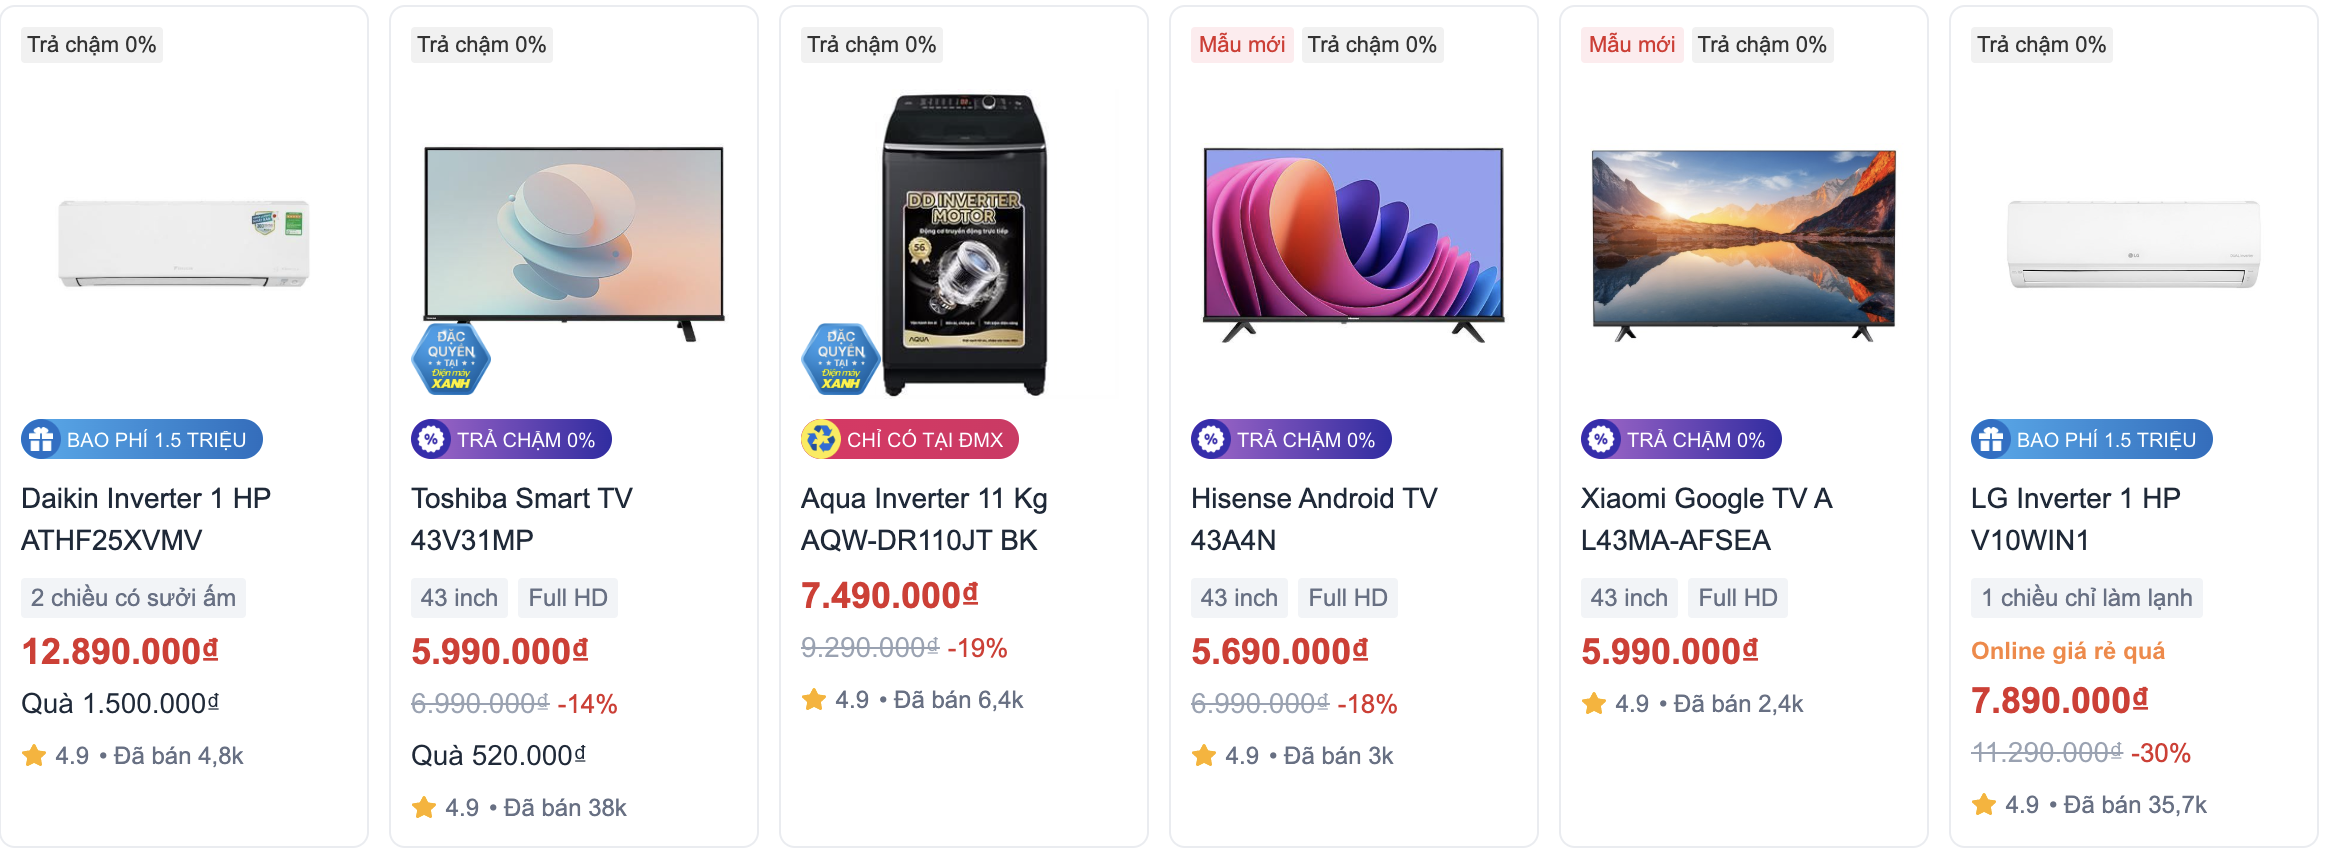 Trả chậm 0%
BAO PHÍ 1.5 TRIỆU
Daikin Inverter 1 HP
ATHF25XVMV
2 chiều có sưởi ấm
12.890.000₫
Quà 1.500.000₫
4.9 • Đã bán 4,8k
Trả chậm 0%
ĐẶC
QUYỀN
TẠI
Điện máy
XANH
TRẢ CHẬM 0%
Toshiba Smart TV
43V31MP
43 inch Full HD
5.990.000₫
6.990.000₫ -14%
Quà 520.000₫
4.9 • Đã bán 38k
Trả chậm 0%
DD INVERTER
MOTOR
Động cơ truyền động trực tiếp
56
AQUA
ĐẶC
QUYỀN
TẠI
Điện máy
XANH
CHỈ CÓ TẠI ĐMX
Aqua Inverter 11 Kg
AQW-DR110JT BK
7.490.000₫
9.290.000₫ -19%
4.9 • Đã bán 6,4k
Mẫu mới Trả chậm 0%
TRẢ CHẬM 0%
Hisense Android TV
43A4N
43 inch Full HD
5.690.000₫
6.990.000₫ -18%
4.9 • Đã bán 3k
Mẫu mới Trả chậm 0%
TRẢ CHẬM 0%
Xiaomi Google TV A
L43MA-AFSEA
43 inch Full HD
5.990.000₫
4.9 • Đã bán 2,4k
Trả chậm 0%
LG
BAO PHÍ 1.5 TRIỆU
LG Inverter 1 HP
V10WIN1
1 chiều chỉ làm lạnh
Online giá rẻ quá
7.890.000₫
11.290.000₫ -30%
4.9 • Đã bán 35,7k